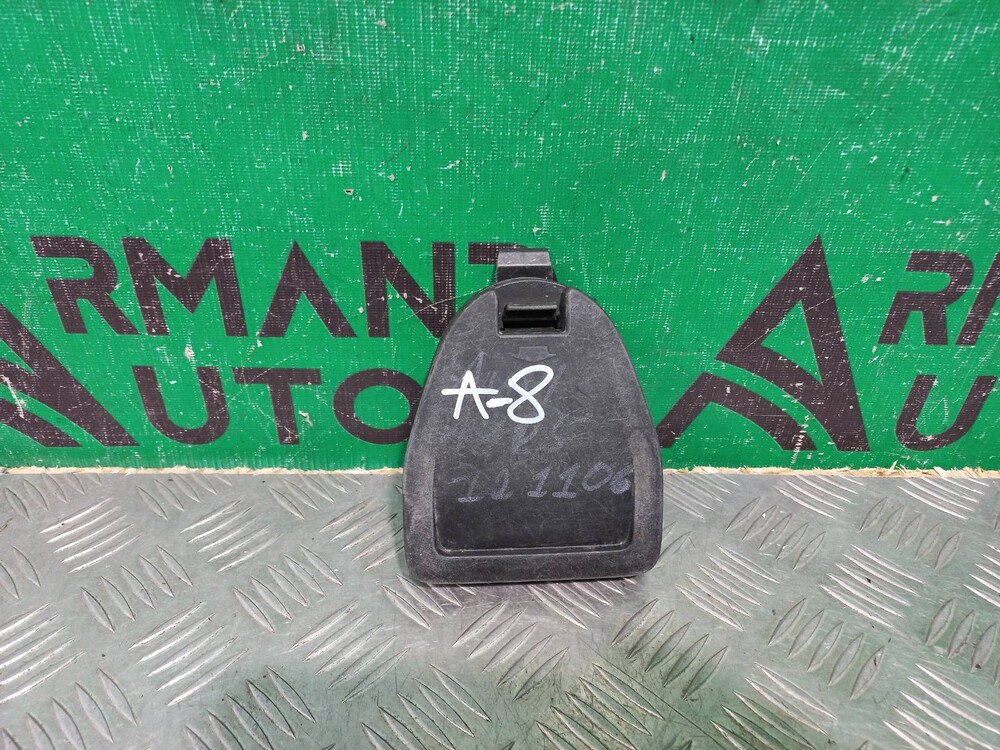 ARMANT
AUTO
AR
AU
A-8
111106